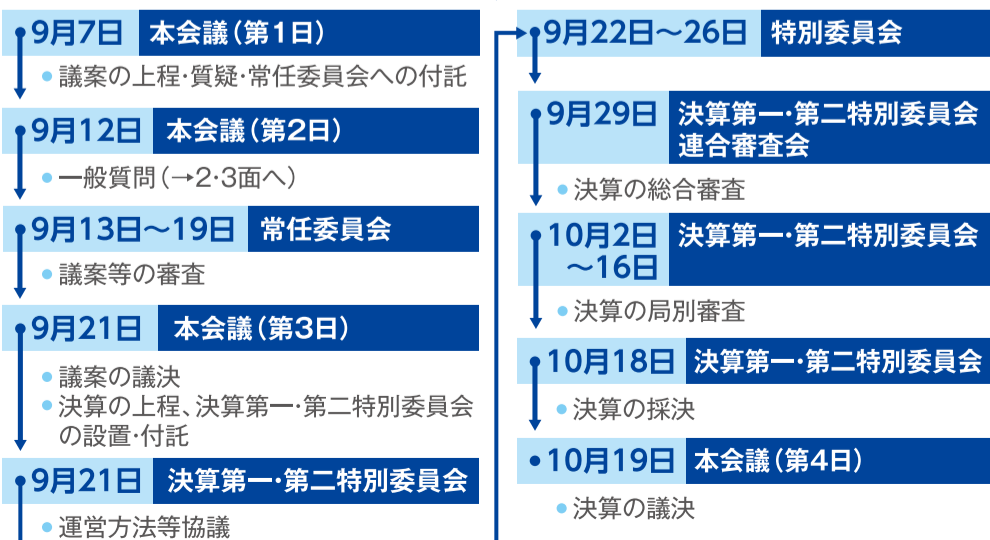 9月7日 本会議(第1日)
●議案の上程・質疑・常任委員会への付託
9月12日 本会議(第2日)
●一般質問(→2・3面へ)
9月13日~19日 常任委員会
●議案等の審査
9月21日 本会議(第3日)
●議案の議決
●決算の上程、決算第一・第二特別委員会
の設置・付託
9月21日 決算第一・第二特別委員会
●運営方法等協議
9月22日~26日 特別委員会
9月29日 決算第一・第二特別委員会
連合審査会
●決算の総合審査
10月2日 決算第一・第二特別委員会
~16日
●決算の局別審査
10月18日 決算第一・第二特別委員会
●決算の採決
10月19日 本会議(第4日)
●決算の議決